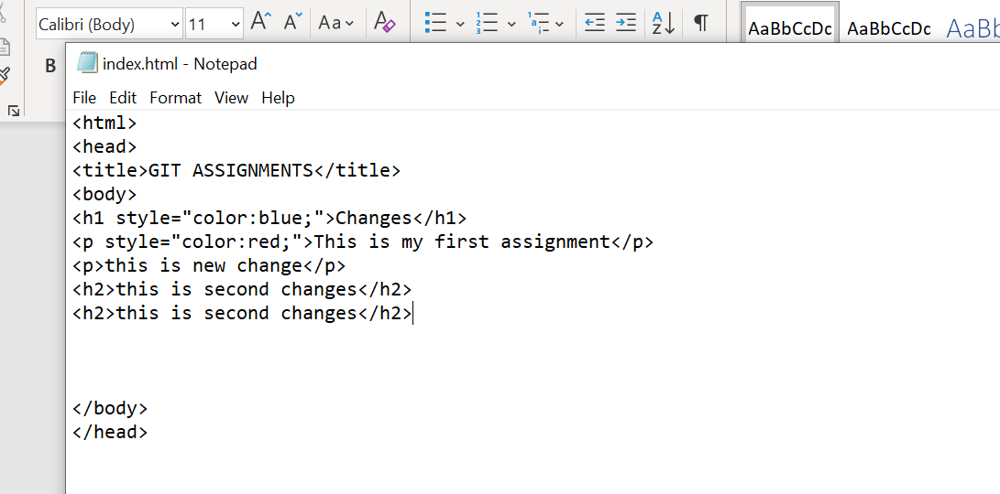 Calibri (Body) 11 A A Aa A
AaBbCcDc AaBbCcDc AaBb
B
index.html - Notepad
File Edit Format View Help
<html>
<head>
<title>GIT ASSIGNMENTS</title>
<body>
<h1 style="color:blue;">Changes</h1>
<p style="color:red;">This is my first assignment</p>
<p>this is new change</p>
<h2>this is second changes</h2>
<h2>this is second changes</h2>
</body>
</head>